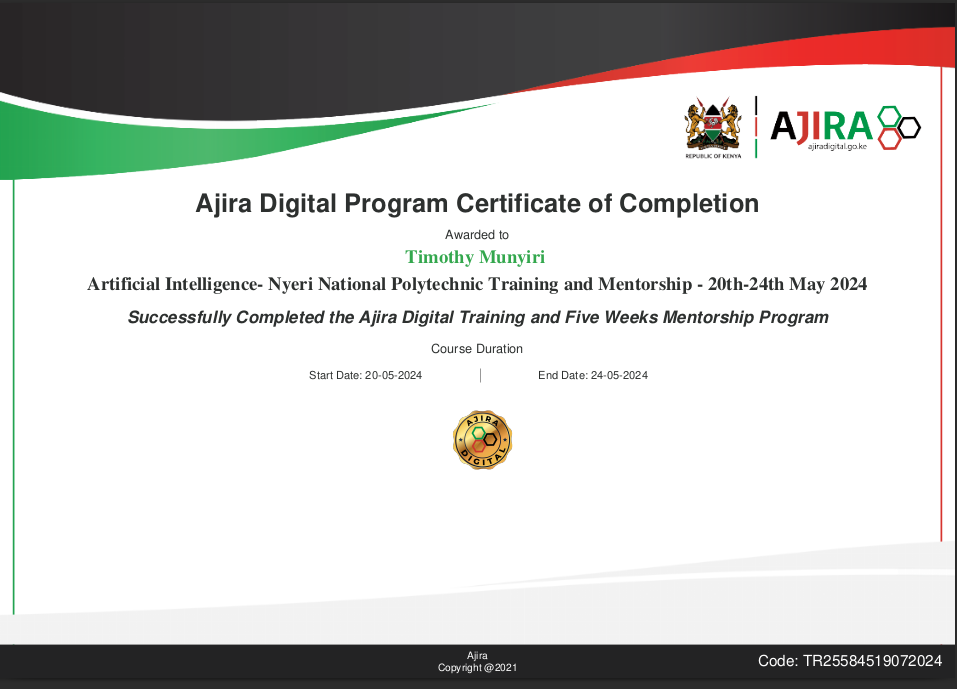 REPUBLIC OF KENYA
AJIRA
ajiradigital.go.ke
Ajira Digital Program Certificate of Completion
Awarded to
Timothy Munyiri
Artificial Intelligence- Nyeri National Polytechnic Training and Mentorship - 20th-24th May 2024
Successfully Completed the Ajira Digital Training and Five Weeks Mentorship Program
Course Duration
Start Date: 20-05-2024
End Date: 24-05-2024
AJIRA
DIGITAL
Ajira
Copyright @2021
Code: TR25584519072024